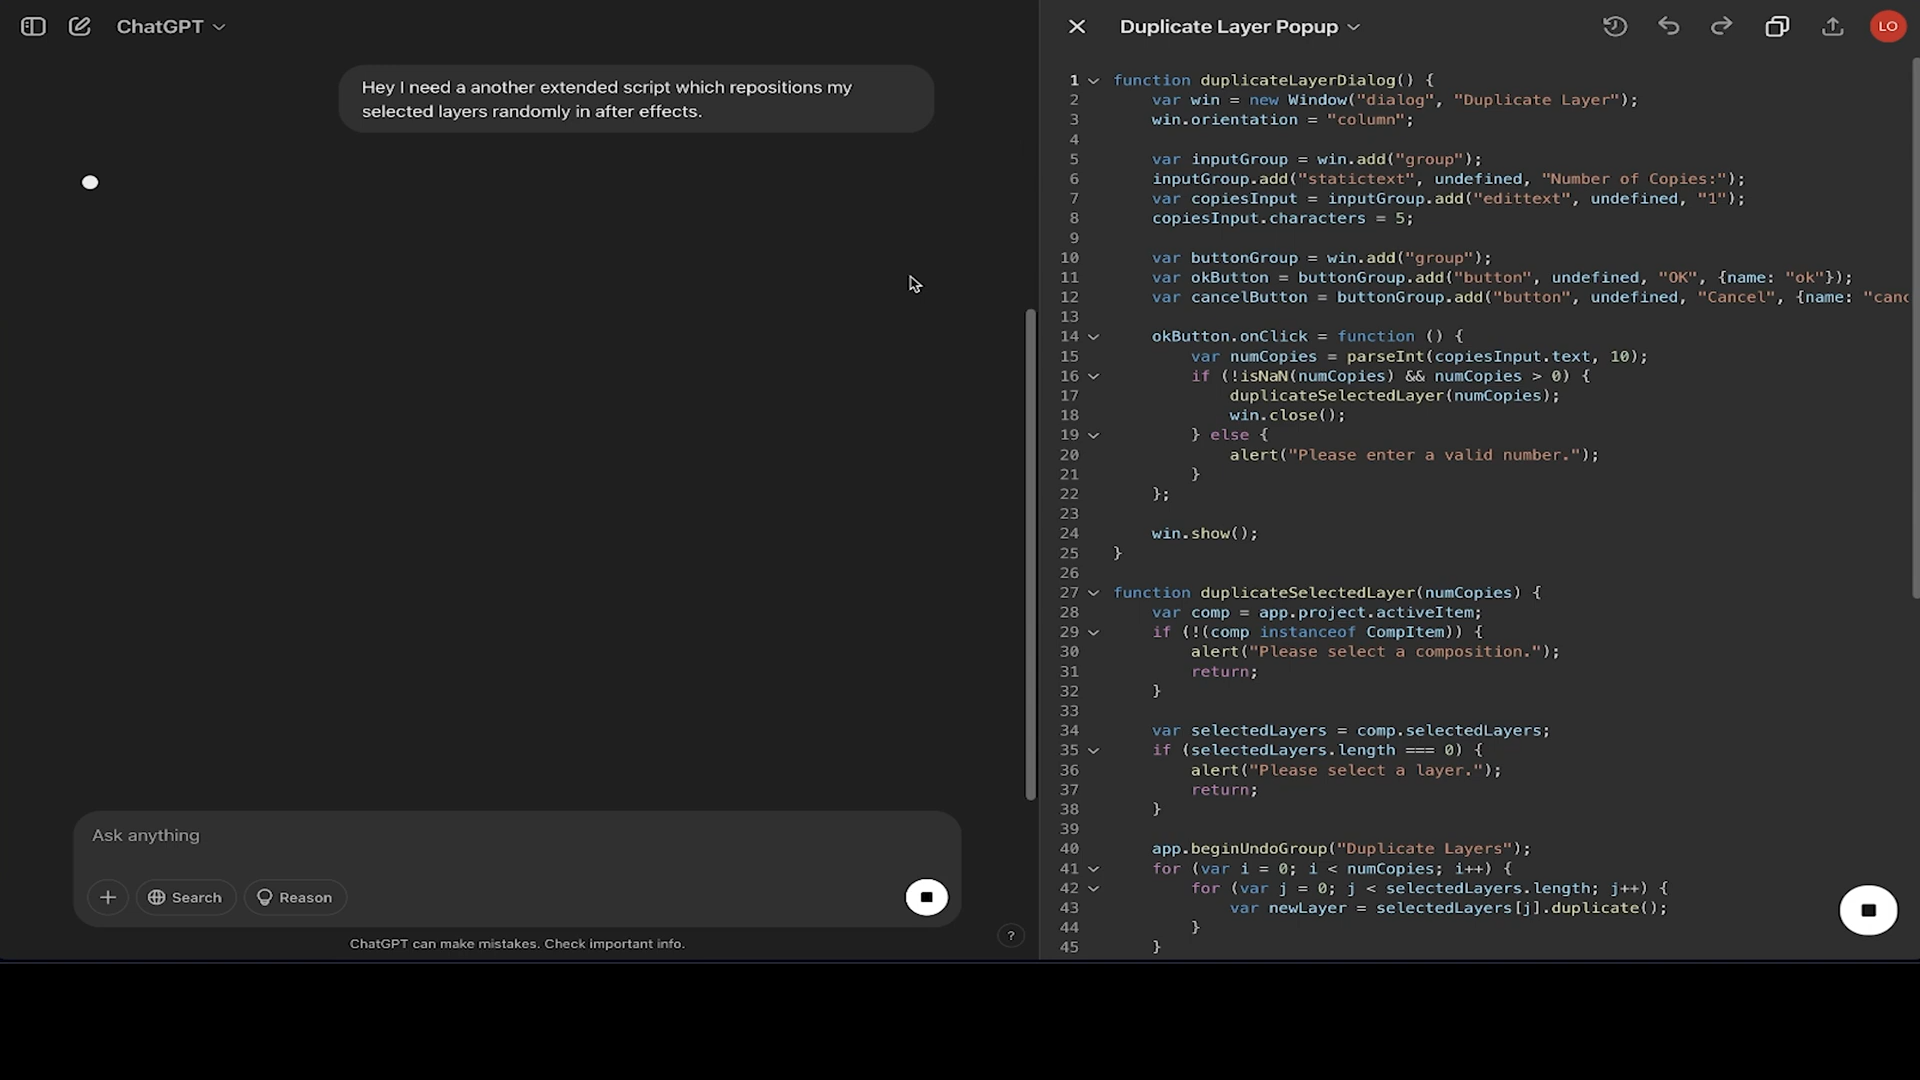 ChatGPT
Hey I need a another extended script which repositions my
selected layers randomly in after effects.
Ask anything
Search
Reason
ChatGPT can make mistakes. Check important info.
?
Duplicate Layer Popup
LO
1 function duplicateLayerDialog() {
2 var win = new Window("dialog", "Duplicate Layer");
3 win.orientation = "column";
4
5 var inputGroup = win.add("group");
6 inputGroup.add("statictext", undefined, "Number of Copies:");
7 var copiesInput = inputGroup.add("edittext", undefined, "1");
8 copiesInput.characters = 5;
9
10 var buttonGroup = win.add("group");
11 var okButton = buttonGroup.add("button", undefined, "OK", {name: "ok"});
12 var cancelButton = buttonGroup.add("button", undefined, "Cancel", {name: "canc
13
14 okButton.onClick = function () {
15 var numCopies = parseInt(copiesInput.text, 10);
16 if (!isNaN(numCopies) && numCopies > 0) {
17 duplicateSelectedLayer(numCopies);
18 win.close();
19 } else {
20 alert("Please enter a valid number.");
21 }
22 };
23
24 win.show();
25 }
26
27 function duplicateSelectedLayer(numCopies) {
28 var comp = app.project.activeItem;
29 if (!(comp instanceof CompItem)) {
30 alert("Please select a composition.");
31 return;
32 }
33
34 var selectedLayers = comp.selectedLayers;
35 if (selectedLayers.length === 0) {
36 alert("Please select a layer.");
37 return;
38 }
39
40 app.beginUndoGroup("Duplicate Layers");
41 for (var i = 0; i < numCopies; i++) {
42 for (var j = 0; j < selectedLayers.length; j++) {
43 var newLayer = selectedLayers[j].duplicate();
44 }
45 }